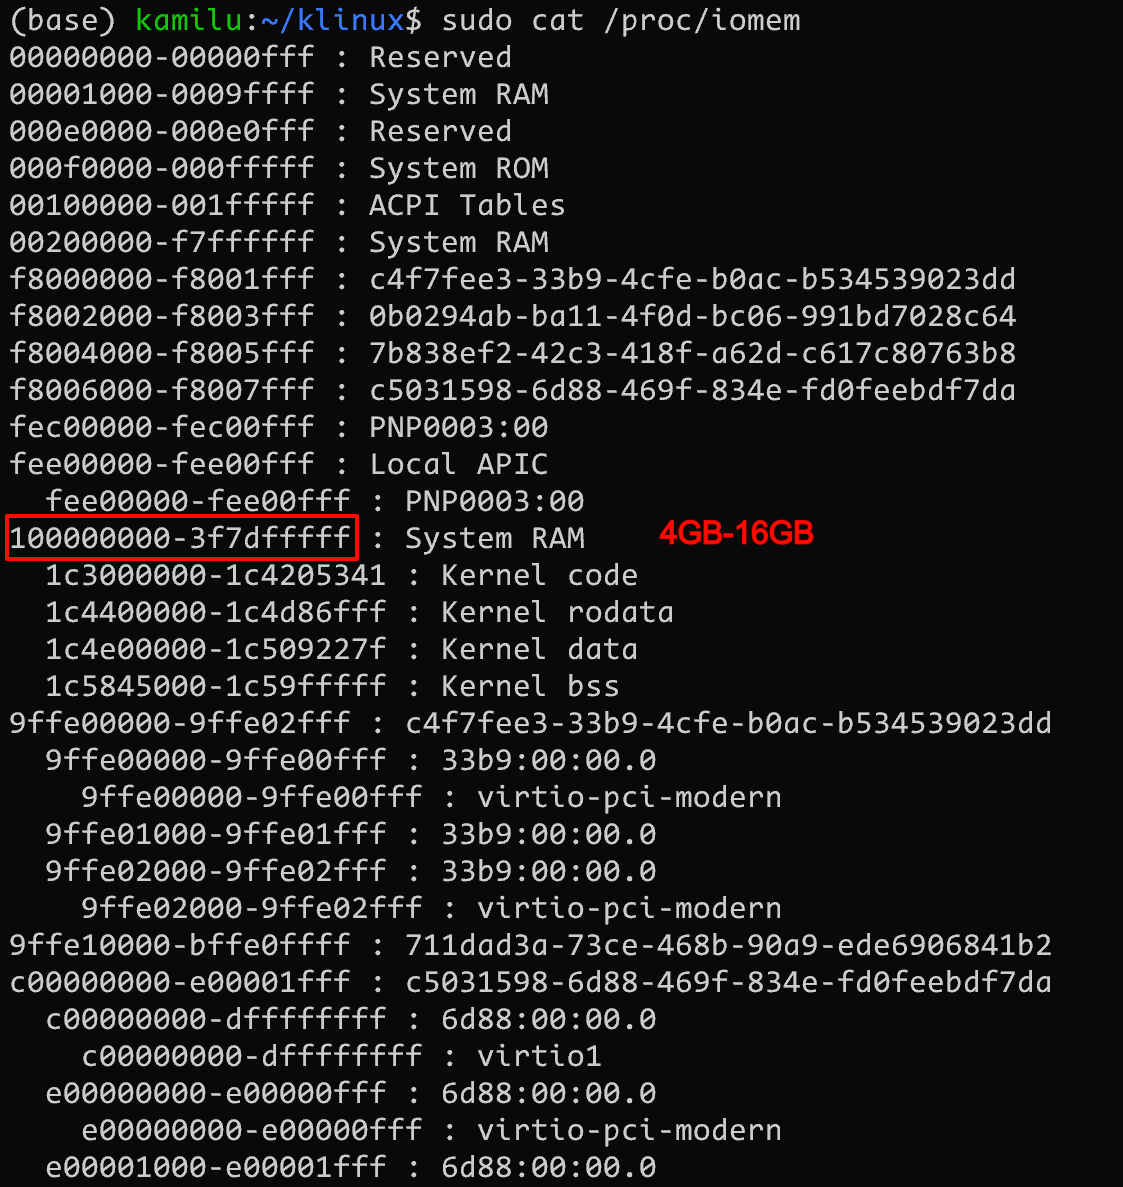 (base) kamilu:~/klinux$ sudo cat /proc/iomem
00000000-00000fff : Reserved
00001000-0009ffff : System RAM
000e0000-000e0fff : Reserved
000f0000-000fffff : System ROM
00100000-001fffff : ACPI Tables
00200000-f7ffffff : System RAM
f8000000-f8001fff : c4f7fee3-33b9-4cfe-b0ac-b534539023dd
f8002000-f8003fff : 0b0294ab-ba11-4f0d-bc06-991bd7028c64
f8004000-f8005fff : 7b838ef2-42c3-418f-a62d-c617c80763b8
f8006000-f8007fff : c5031598-6d88-469f-834e-fd0feebdf7da
fec00000-fec00fff : PNP0003:00
fee00000-fee00fff : Local APIC
  fee00000-fee00fff : PNP0003:00
100000000-3f7dfffff : System RAM 4GB-16GB
  1c3000000-1c4205341 : Kernel code
  1c4400000-1c4d86fff : Kernel rodata
  1c4e00000-1c509227f : Kernel data
  1c5845000-1c59fffff : Kernel bss
9ffe00000-9ffe02fff : c4f7fee3-33b9-4cfe-b0ac-b534539023dd
  9ffe00000-9ffe00fff : 33b9:00:00.0
    9ffe00000-9ffe00fff : virtio-pci-modern
  9ffe01000-9ffe01fff : 33b9:00:00.0
  9ffe02000-9ffe02fff : 33b9:00:00.0
    9ffe02000-9ffe02fff : virtio-pci-modern
9ffe10000-bffe0ffff : 711dad3a-73ce-468b-90a9-ede6906841b2
c00000000-e00001fff : c5031598-6d88-469f-834e-fd0feebdf7da
  c00000000-dffffffff : 6d88:00:00.0
    c00000000-dffffffff : virtio1
  e00000000-e00000fff : 6d88:00:00.0
    e00000000-e00000fff : virtio-pci-modern
  e00001000-e00001fff : 6d88:00:00.0